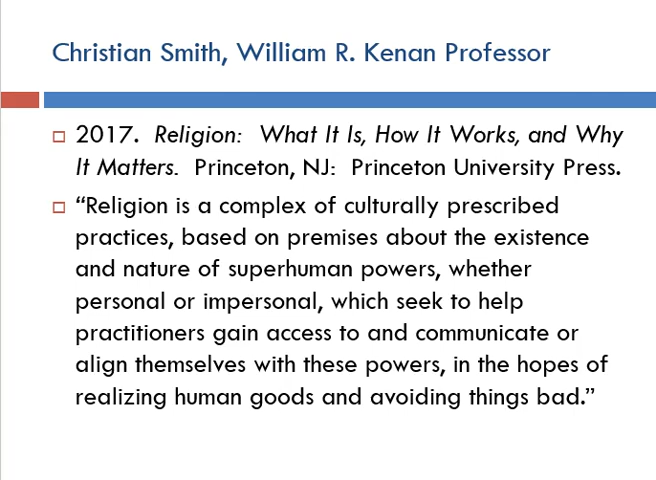 Christian Smith, William R. Kenan Professor
2017. Religion: What It Is, How It Works, and Why
It Matters. Princeton, NJ: Princeton University Press.
“Religion is a complex of culturally prescribed
practices, based on premises about the existence
and nature of superhuman powers, whether
personal or impersonal, which seek to help
practitioners gain access to and communicate or
align themselves with these powers, in the hopes of
realizing human goods and avoiding things bad.”